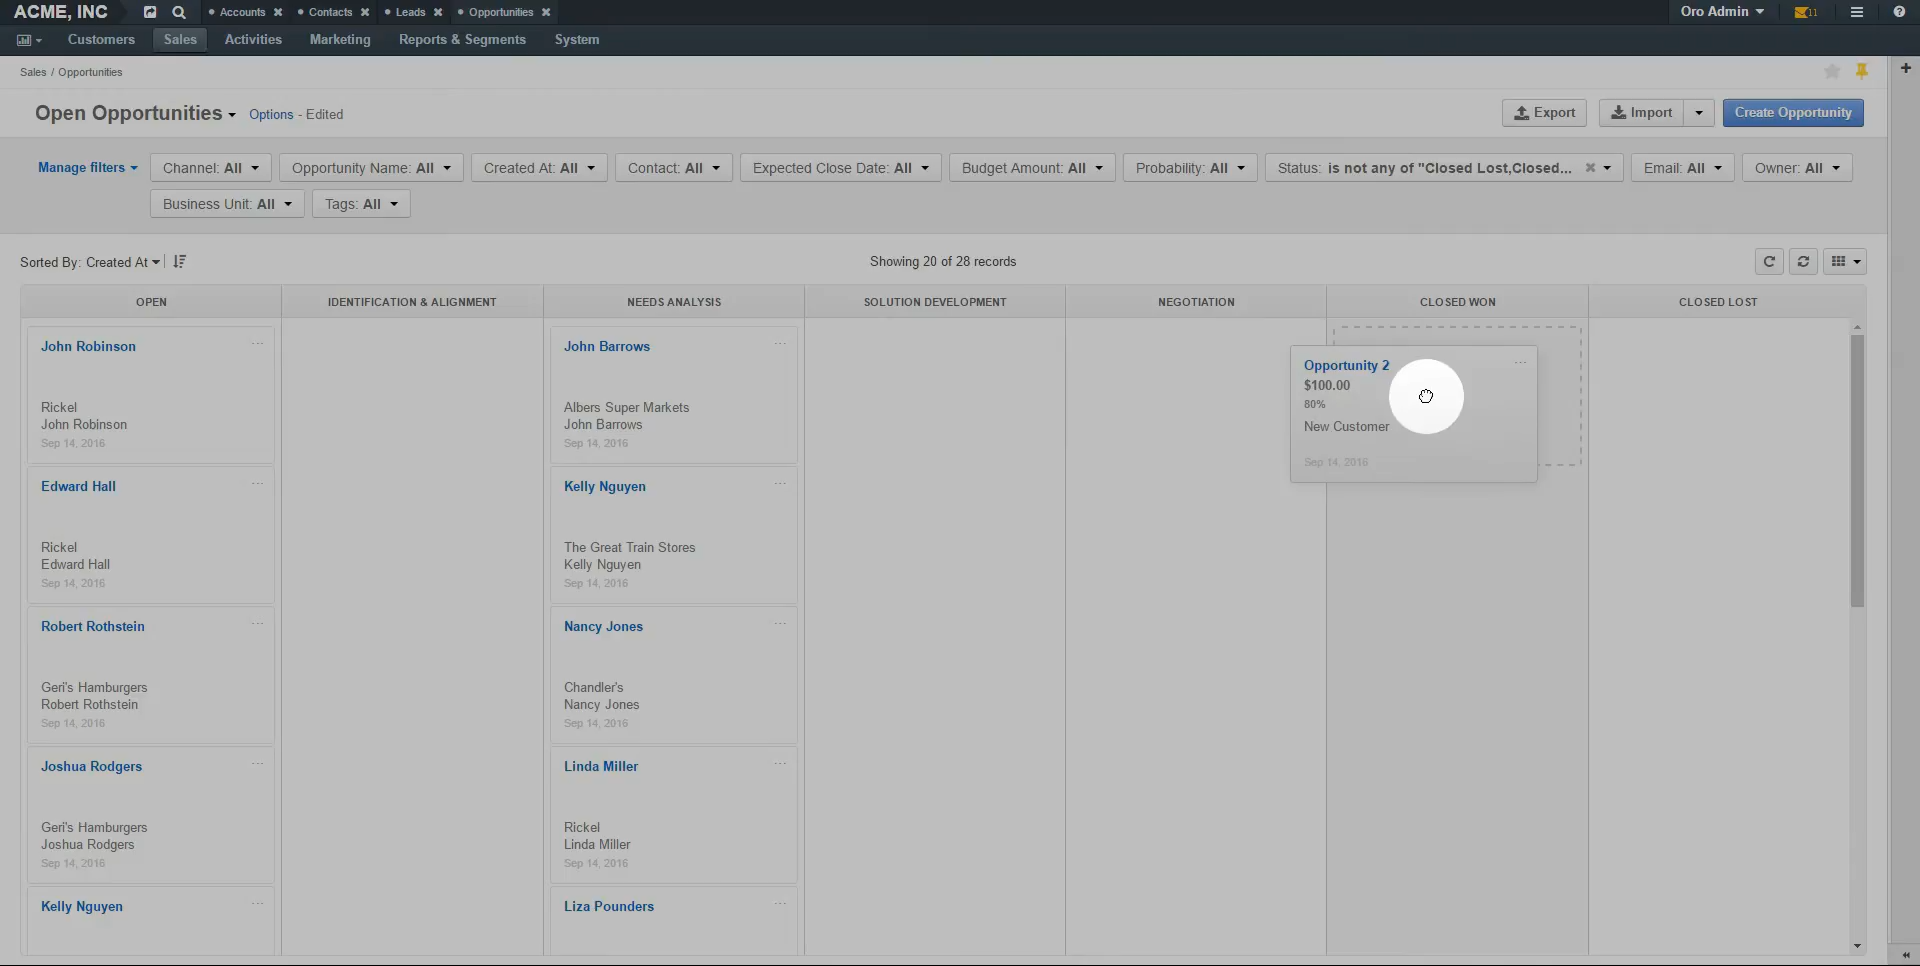 ACME, INC
Accounts
Contacts
Leads
Opportunities
Oro Admin
11
Customers
Sales
Activities
Marketing
Reports & Segments
System
Sales / Opportunities
Open Opportunities
Options - Edited
Export
Import
Create Opportunity
Manage filters
Channel: All
Opportunity Name: All
Created At: All
Contact: All
Expected Close Date: All
Budget Amount: All
Probability: All
Status: is not any of "Closed Lost,Closed...
Email: All
Owner: All
Business Unit: All
Tags: All
Sorted By: Created At
Showing 20 of 28 records
OPEN
IDENTIFICATION & ALIGNMENT
NEEDS ANALYSIS
SOLUTION DEVELOPMENT
NEGOTIATION
CLOSED WON
CLOSED LOST
John Robinson
Rickel
John Robinson
Sep 14, 2016
Edward Hall
Rickel
Edward Hall
Sep 14, 2016
Robert Rothstein
Geri's Hamburgers
Robert Rothstein
Sep 14, 2016
Joshua Rodgers
Geri's Hamburgers
Joshua Rodgers
Sep 14, 2016
Kelly Nguyen
John Barrows
Albers Super Markets
John Barrows
Sep 14, 2016
Kelly Nguyen
The Great Train Stores
Kelly Nguyen
Sep 14, 2016
Nancy Jones
Chandler's
Nancy Jones
Sep 14, 2016
Linda Miller
Rickel
Linda Miller
Sep 14, 2016
Liza Pounders
Opportunity 2
$100.00
80%
New Customer
Sep 14, 2016